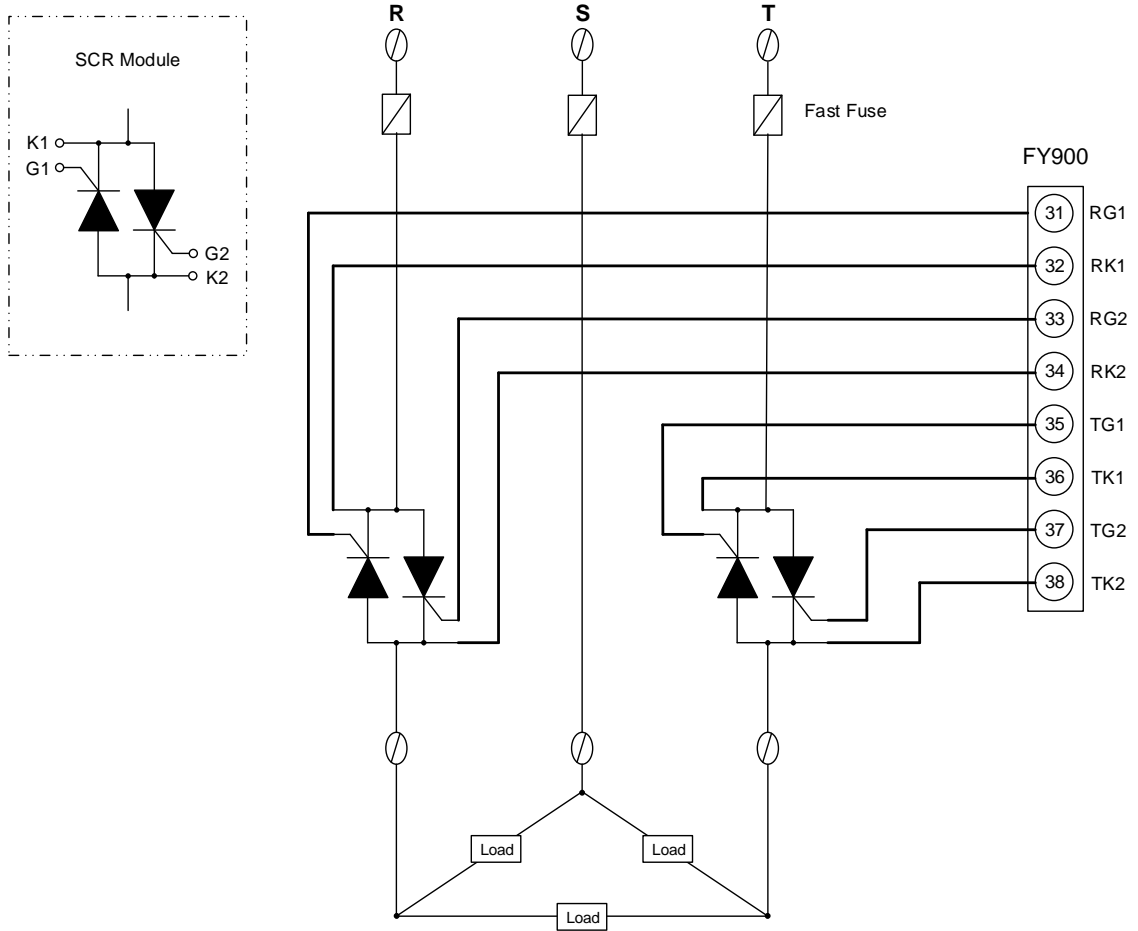 R
S
T
SCR Module
Fast Fuse
K1
G1
G2
K2
FY900
31 RG1
32 RK1
33 RG2
34 RK2
35 TG1
36 TK1
37 TG2
38 TK2
Load
Load
Load